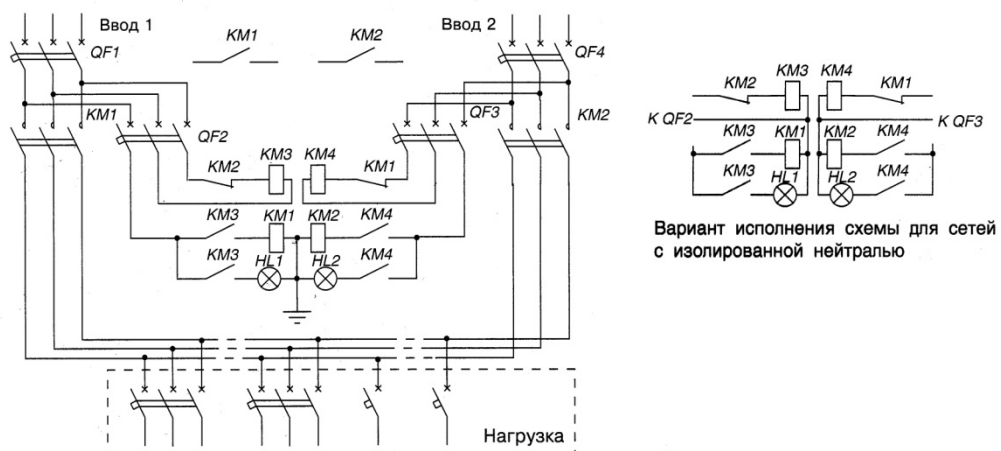 Ввод 1
Ввод 2
KM1
KM2
QF1
QF4
KM1
QF2
QF3
KM2
KM2
KM3
KM4
KM1
KM3
KM1
KM2
KM4
KM3
HL1
HL2
KM4
Нагрузка
KM2
KM3
KM4
KM1
К QF2
К QF3
KM3
KM1
KM2
KM4
KM3
HL1
HL2
KM4
Вариант исполнения схемы для сетей
с изолированной нейтралью